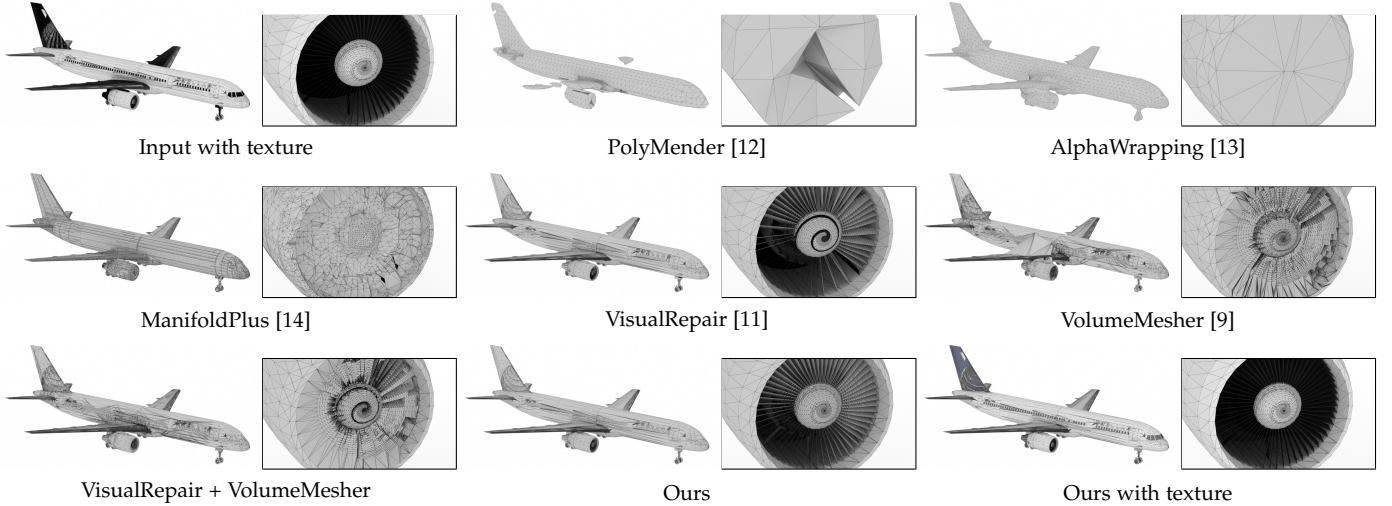 Input with texture
PolyMender [12]
AlphaWrapping [13]
ManifoldPlus [14]
VisualRepair [11]
VolumeMesher [9]
VisualRepair + VolumeMesher
Ours
Ours with texture